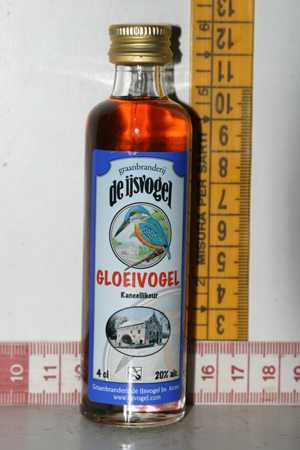 graanbranderij
de ijsvogel
GLOEIVOGEL
Kaneellikeur
4 cl
20% alc.
Graanbranderij de ijsvogel bv. Arcen
www.ijsvogel.com
13
12
11
10
9
8
7
6
5
4
3
2
MISURA PER SARTI
10
11
16
17
18
19